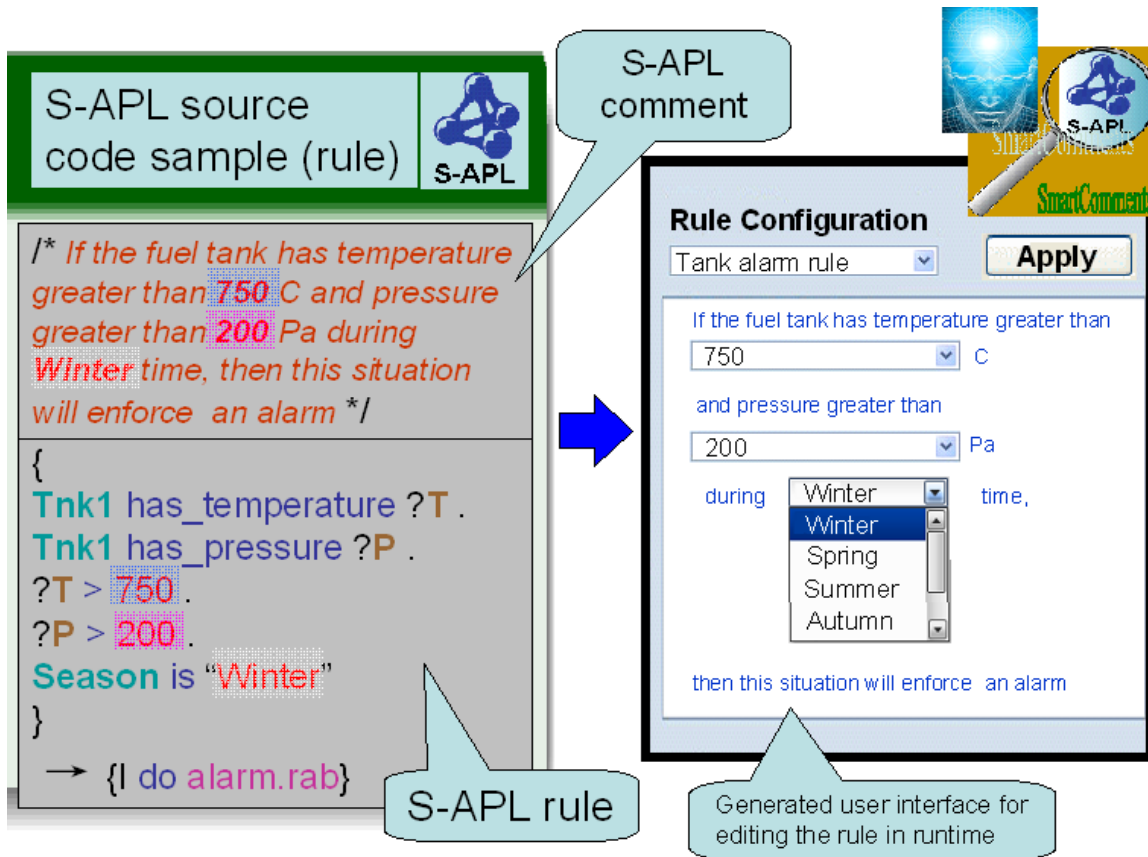 S-APL source
code sample (rule)
S-APL
S-APL
comment
S-APL
SmartComments
SmartComment
/* If the fuel tank has temperature
greater than 750 C and pressure
greater than 200 Pa during
Winter time, then this situation
will enforce an alarm */
{
Tnk1 has_temperature ?T .
Tnk1 has_pressure ?P .
?T > 750 .
?P > 200 .
Season is “Winter”
}
→ {I do alarm.rab}
S-APL rule
Rule Configuration
Tank alarm rule
Apply
If the fuel tank has temperature greater than
750 C
and pressure greater than
200 Pa
during Winter time,
Winter
Spring
Summer
Autumn
then this situation will enforce an alarm
Generated user interface for
editing the rule in runtime